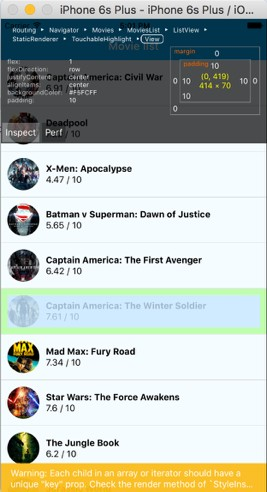 iPhone 6s Plus - iPhone 6s Plus / iO...
Routing ▸ Navigator ▸ Movies ▸ MoviesList ▸ ListView ▸
StaticRenderer ▸ TouchableHighlight ▸ View
Movie list
flex: 1
flexDirection: row
justifyContent: center
alignItems: center
backgroundColor: #F5FCFF
padding: 10
margin 0
padding 10
0 10 (0, 419) 10 0
414 × 70
10
0
Captain America: Civil War
6.91 / 10
Deadpool
Inspect Perf
X-Men: Apocalypse
4.47 / 10
Batman v Superman: Dawn of Justice
5.65 / 10
Captain America: The First Avenger
6.42 / 10
Captain America: The Winter Soldier
7.61 / 10
MAX
Mad Max: Fury Road
7.34 / 10
Star Wars: The Force Awakens
7.6 / 10
The Jungle Book
6.2 / 10
Warning: Each child in an array or iterator should have a
unique "key" prop. Check the render method of `StyleIns...